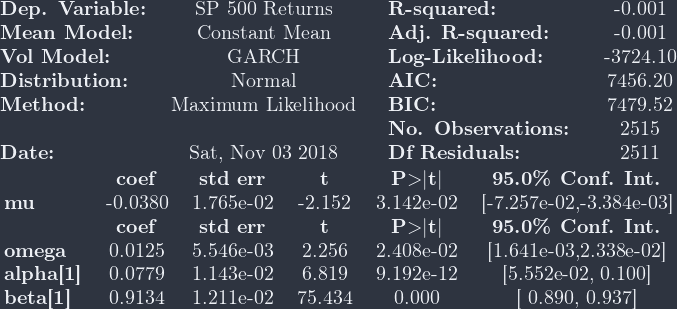 Dep. Variable: SP 500 Returns R-squared: -0.001
Mean Model: Constant Mean Adj. R-squared: -0.001
Vol Model: GARCH Log-Likelihood: -3724.10
Distribution: Normal AIC: 7456.20
Method: Maximum Likelihood BIC: 7479.52
No. Observations: 2515
Date: Sat, Nov 03 2018 Df Residuals: 2511
coef std err t P>|t| 95.0% Conf. Int.
mu -0.0380 1.765e-02 -2.152 3.142e-02 [-7.257e-02,-3.384e-03]
coef std err t P>|t| 95.0% Conf. Int.
omega 0.0125 5.546e-03 2.256 2.408e-02 [1.641e-03,2.338e-02]
alpha[1] 0.0779 1.143e-02 6.819 9.192e-12 [5.552e-02, 0.100]
beta[1] 0.9134 1.211e-02 75.434 0.000 [ 0.890, 0.937]